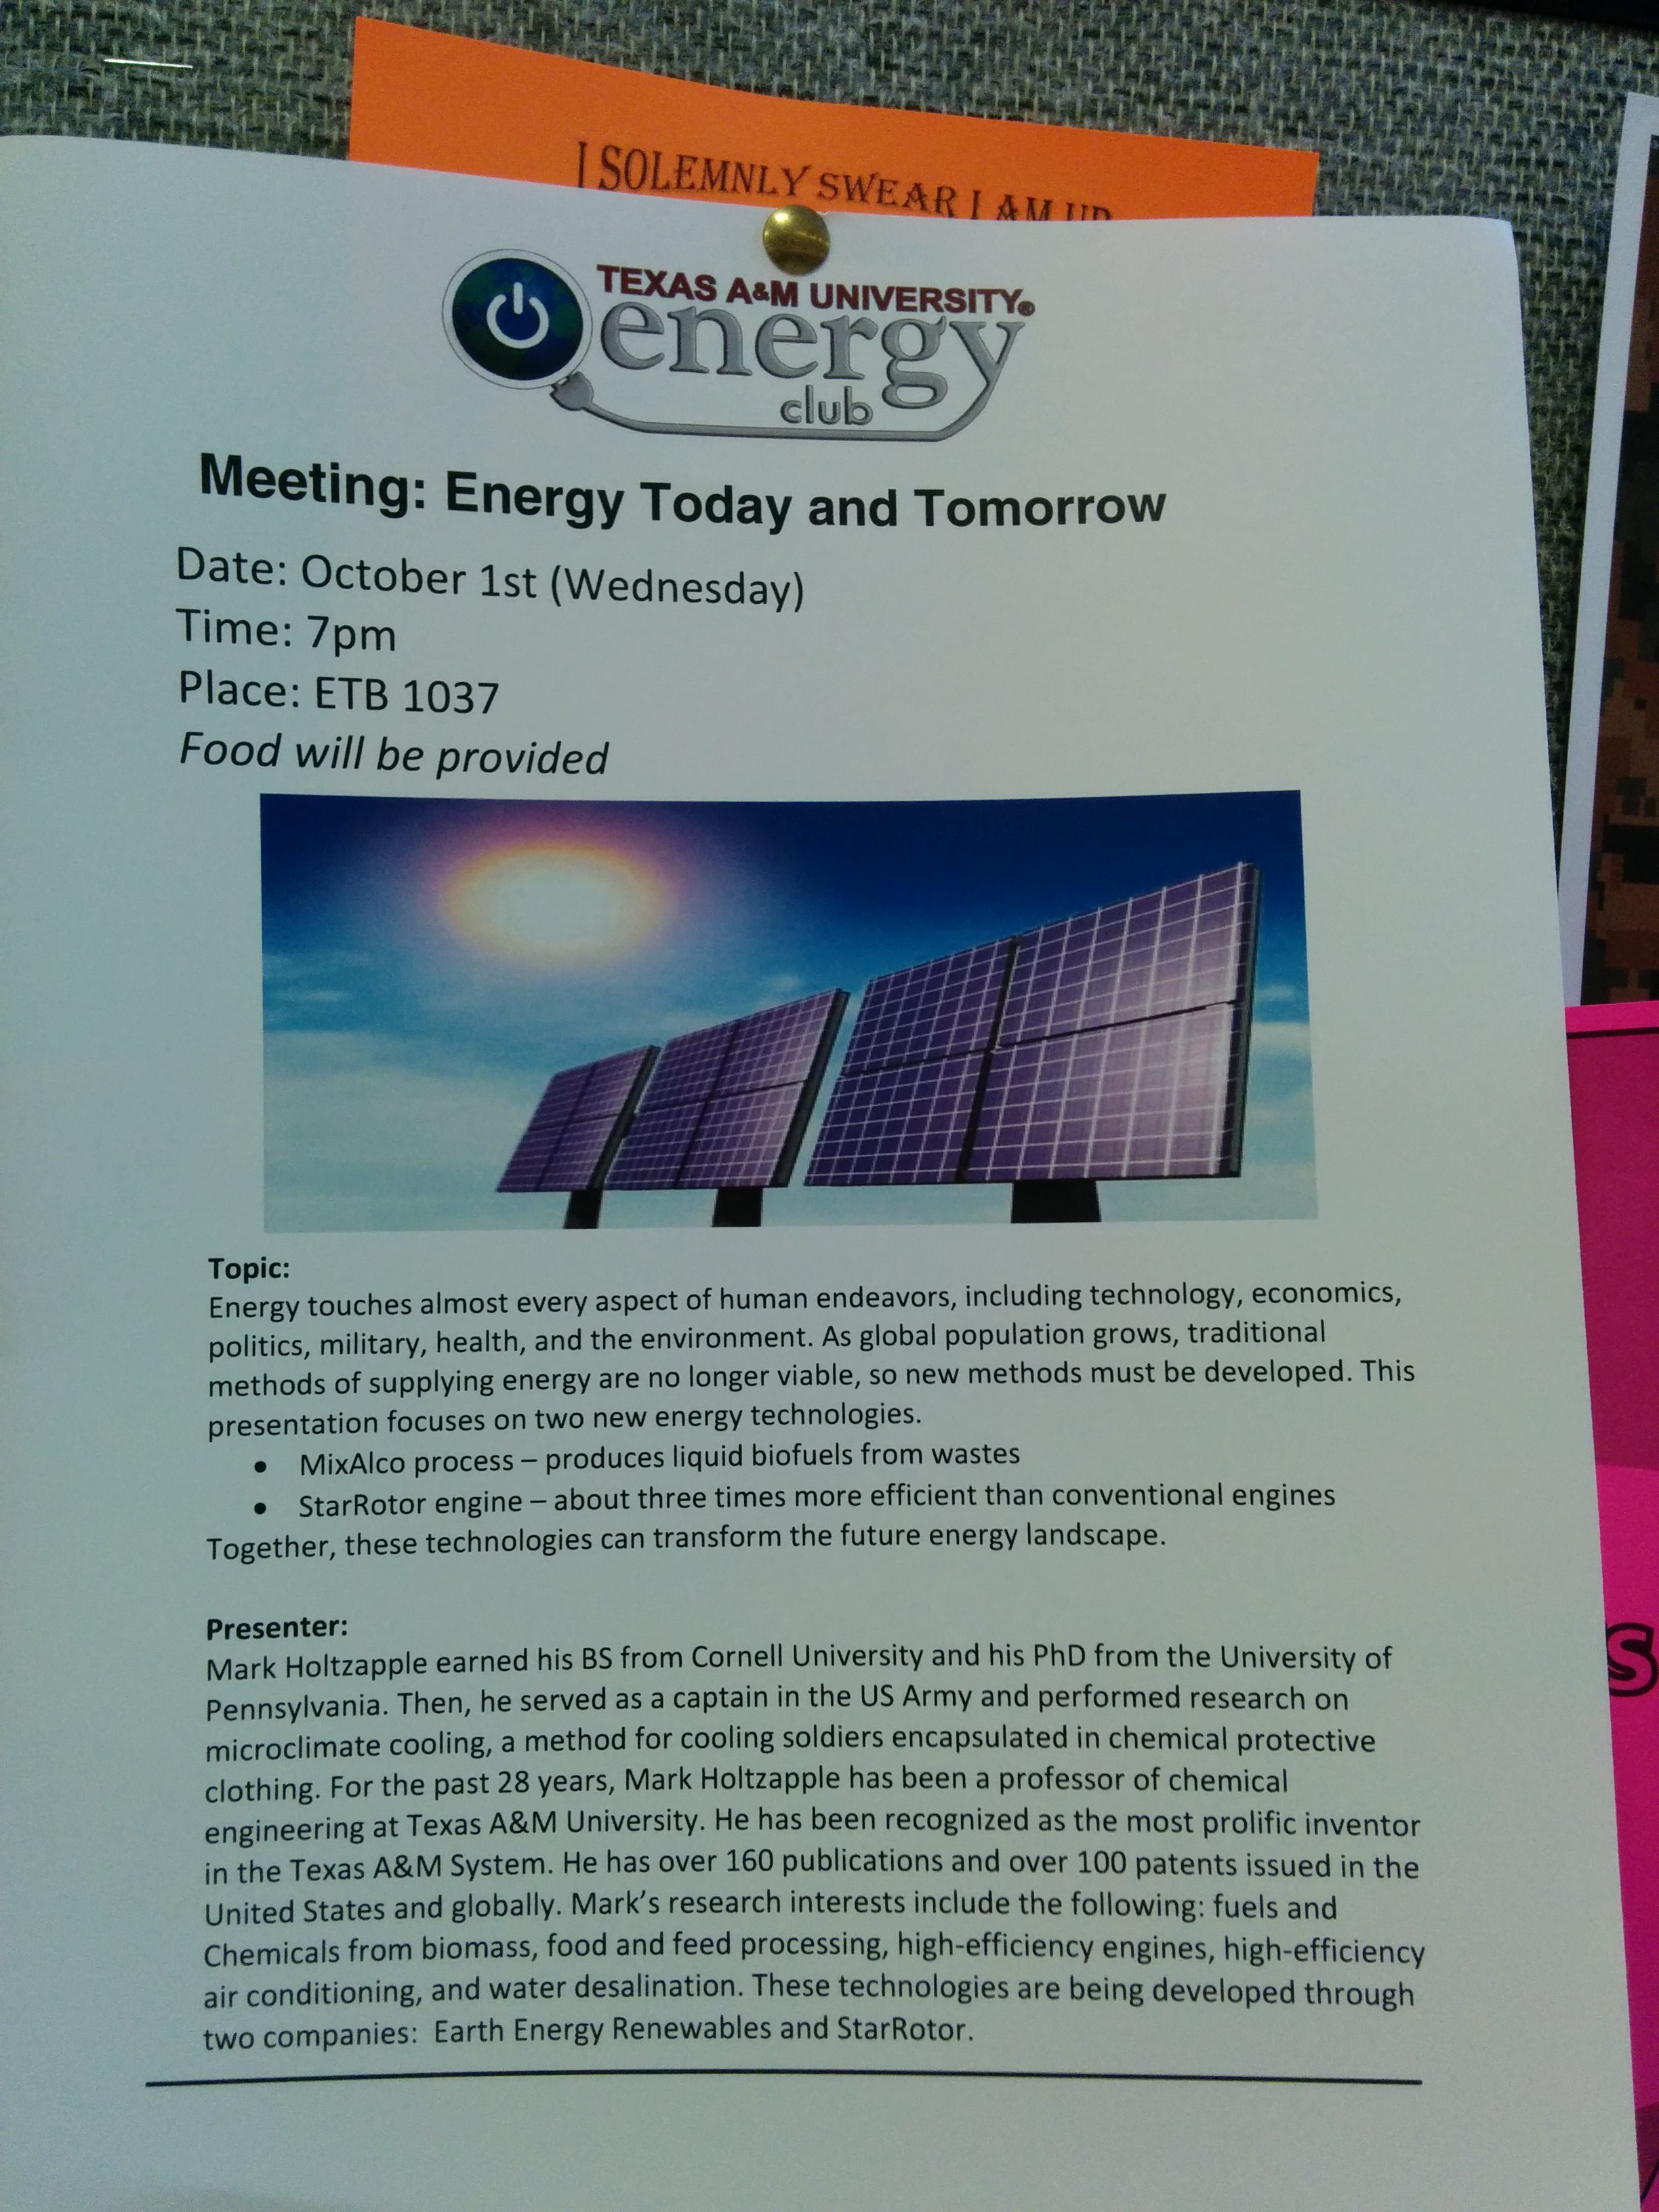 I SOLEMNLY SWEAR I AM UP
TEXAS A&M UNIVERSITY®
energy
club
Meeting: Energy Today and Tomorrow
Date: October 1st (Wednesday)
Time: 7pm
Place: ETB 1037
Food will be provided
Topic:
Energy touches almost every aspect of human endeavors, including technology, economics,
politics, military, health, and the environment. As global population grows, traditional
methods of supplying energy are no longer viable, so new methods must be developed. This
presentation focuses on two new energy technologies.
• MixAlco process – produces liquid biofuels from wastes
• StarRotor engine – about three times more efficient than conventional engines
Together, these technologies can transform the future energy landscape.
Presenter:
Mark Holtzapple earned his BS from Cornell University and his PhD from the University of
Pennsylvania. Then, he served as a captain in the US Army and performed research on
microclimate cooling, a method for cooling soldiers encapsulated in chemical protective
clothing. For the past 28 years, Mark Holtzapple has been a professor of chemical
engineering at Texas A&M University. He has been recognized as the most prolific inventor
in the Texas A&M System. He has over 160 publications and over 100 patents issued in the
United States and globally. Mark's research interests include the following: fuels and
Chemicals from biomass, food and feed processing, high-efficiency engines, high-efficiency
air conditioning, and water desalination. These technologies are being developed through
two companies:  Earth Energy Renewables and StarRotor.
S